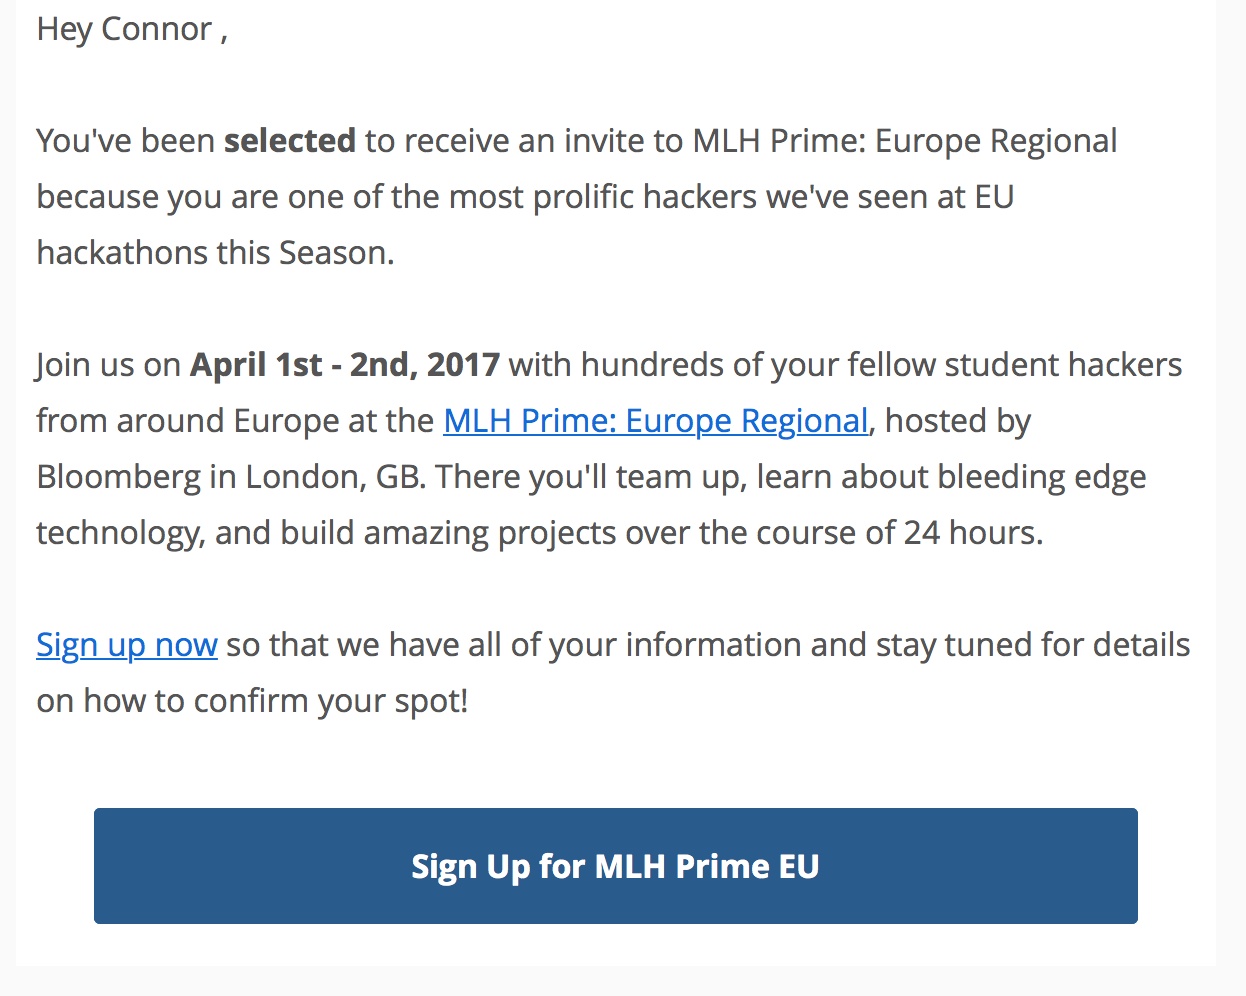 Hey Connor ,
You've been selected to receive an invite to MLH Prime: Europe Regional
because you are one of the most prolific hackers we've seen at EU
hackathons this Season.
Join us on April 1st - 2nd, 2017 with hundreds of your fellow student hackers
from around Europe at the MLH Prime: Europe Regional, hosted by
Bloomberg in London, GB. There you'll team up, learn about bleeding edge
technology, and build amazing projects over the course of 24 hours.
Sign up now so that we have all of your information and stay tuned for details
on how to confirm your spot!
Sign Up for MLH Prime EU